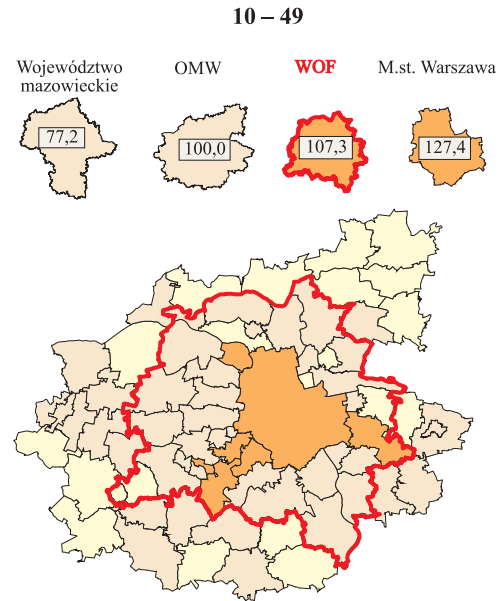 10 – 49
Województwo
mazowieckie
OMW
WOF
M.st. Warszawa
77,2
100,0
107,3
127,4